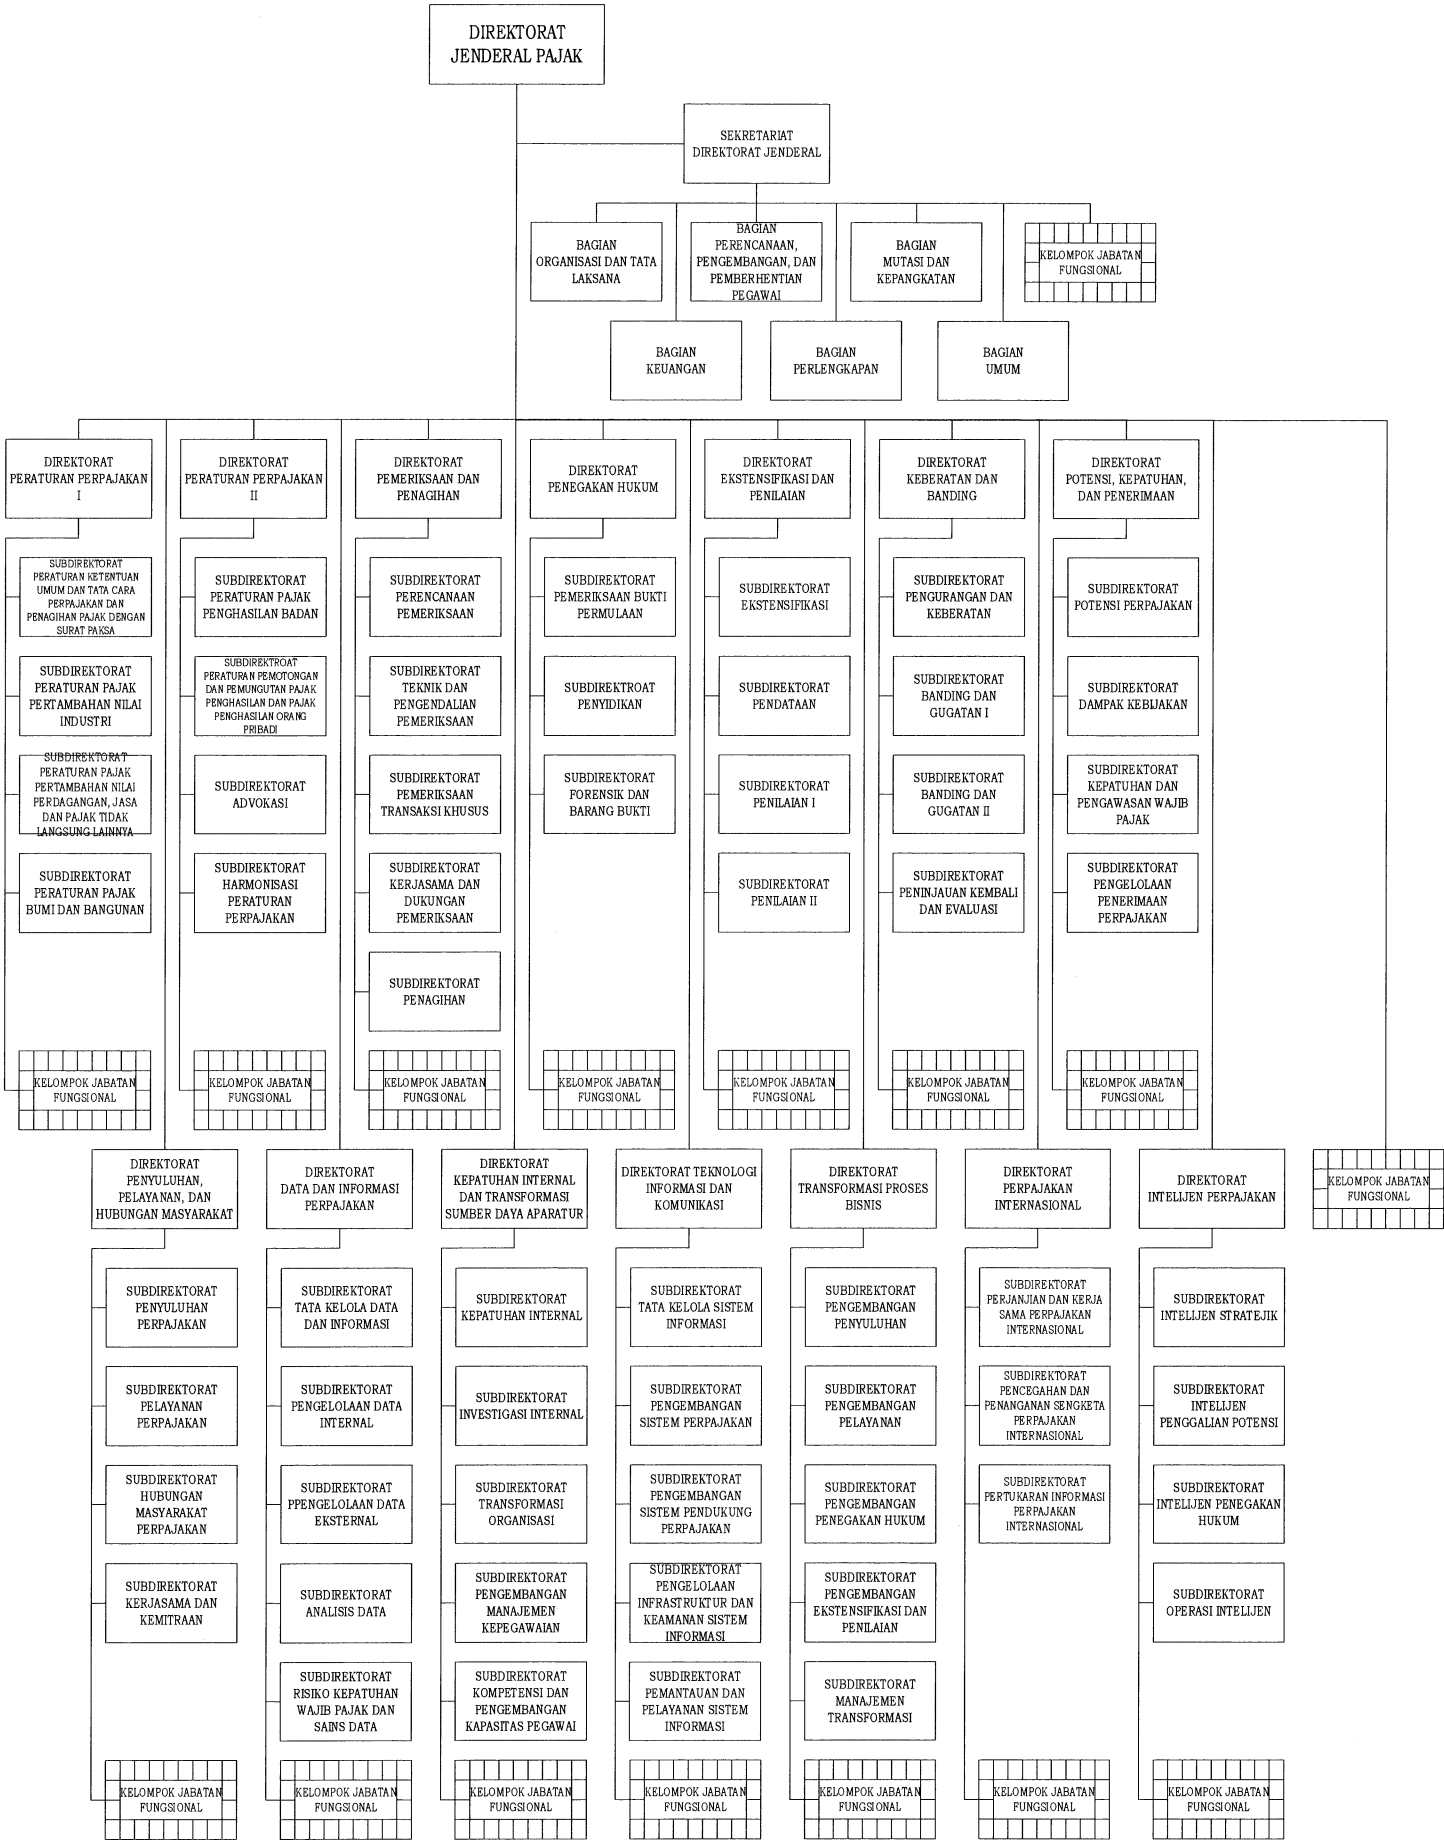 DIREKTORAT
JENDERAL PAJAK
SEKRETARIAT
DIREKTORAT JENDERAL
BAGIAN
ORGANISASI DAN TATA
LAKSANA
BAGIAN
PERENCANAAN,
PENGEMBANGAN, DAN
PEMBERHENTIAN
PEGAWAI
BAGIAN
MUTASI DAN
KEPANGKATAN
KELOMPOK JABATAN
FUNGSIONAL
BAGIAN
KEUANGAN
BAGIAN
PERLENGKAPAN
BAGIAN
UMUM
DIREKTORAT
PERATURAN PERPAJAKAN
I
DIREKTORAT
PERATURAN PERPAJAKAN
II
DIREKTORAT
PEMERIKSAAN DAN
PENAGIHAN
DIREKTORAT
PENEGAKAN HUKUM
DIREKTORAT
EKSTENSIFIKASI DAN
PENILAIAN
DIREKTORAT
KEBERATAN DAN
BANDING
DIREKTORAT
POTENSI, KEPATUHAN,
DAN PENERIMAAN
SUBDIREKTORAT
PERATURAN KETENTUAN
UMUM DAN TATA CARA
PERPAJAKAN DAN
PENAGIHAN PAJAK DENGAN
SURAT PAKSA
SUBDIREKTORAT
PERATURAN PAJAK
PENGHASILAN BADAN
SUBDIREKTORAT
PERENCANAAN
PEMERIKSAAN
SUBDIREKTORAT
PEMERIKSAAN BUKTI
PERMULAAN
SUBDIREKTORAT
EKSTENSIFIKASI
SUBDIREKTORAT
PENGURANGAN DAN
KEBERATAN
SUBDIREKTORAT
POTENSI PERPAJAKAN
SUBDIREKTORAT
PERATURAN PAJAK
PERTAMBAHAN NILAI
INDUSTRI
SUBDIREKTROAT
PERATURAN PEMOTONGAN
DAN PEMUNGUTAN PAJAK
PENGHASILAN DAN PAJAK
PENGHASILAN ORANG
PRIBADI
SUBDIREKTORAT
TEKNIK DAN
PENGENDALIAN
PEMERIKSAAN
SUBDIREKTROAT
PENYIDIKAN
SUBDIREKTORAT
PENDATAAN
SUBDIREKTORAT
BANDING DAN
GUGATAN I
SUBDIREKTORAT
DAMPAK KEBIJAKAN
SUBDIREKTORAT
PERATURAN PAJAK
PERTAMBAHAN NILAI
PERDAGANGAN, JASA
DAN PAJAK TIDAK
LANGSUNG LAINNYA
SUBDIREKTORAT
ADVOKASI
SUBDIREKTORAT
PEMERIKSAAN
TRANSAKSI KHUSUS
SUBDIREKTORAT
FORENSIK DAN
BARANG BUKTI
SUBDIREKTORAT
PENILAIAN I
SUBDIREKTORAT
BANDING DAN
GUGATAN II
SUBDIREKTORAT
KEPATUHAN DAN
PENGAWASAN WAJIB
PAJAK
SUBDIREKTORAT
PERATURAN PAJAK
BUMI DAN BANGUNAN
SUBDIREKTORAT
HARMONISASI
PERATURAN
PERPAJAKAN
SUBDIREKTORAT
KERJASAMA DAN
DUKUNGAN
PEMERIKSAAN
SUBDIREKTORAT
PENILAIAN II
SUBDIREKTORAT
PENINJAUAN KEMBALI
DAN EVALUASI
SUBDIREKTORAT
PENGELOLAAN
PENERIMAAN
PERPAJAKAN
SUBDIREKTORAT
PENAGIHAN
KELOMPOK JABATAN
FUNGSIONAL
KELOMPOK JABATAN
FUNGSIONAL
KELOMPOK JABATAN
FUNGSIONAL
KELOMPOK JABATAN
FUNGSIONAL
KELOMPOK JABATAN
FUNGSIONAL
KELOMPOK JABATAN
FUNGSIONAL
KELOMPOK JABATAN
FUNGSIONAL
DIREKTORAT
PENYULUHAN,
PELAYANAN, DAN
HUBUNGAN MASYARAKAT
DIREKTORAT
DATA DAN INFORMASI
PERPAJAKAN
DIREKTORAT
KEPATUHAN INTERNAL
DAN TRANSFORMASI
SUMBER DAYA APARATUR
DIREKTORAT TEKNOLOGI
INFORMASI DAN
KOMUNIKASI
DIREKTORAT
TRANSFORMASI PROSES
BISNIS
DIREKTORAT
PERPAJAKAN
INTERNASIONAL
DIREKTORAT
INTELIJEN PERPAJAKAN
KELOMPOK JABATAN
FUNGSIONAL
SUBDIREKTORAT
PENYULUHAN
PERPAJAKAN
SUBDIREKTORAT
TATA KELOLA DATA
DAN INFORMASI
SUBDIREKTORAT
KEPATUHAN INTERNAL
SUBDIREKTORAT
TATA KELOLA SISTEM
INFORMASI
SUBDIREKTORAT
PENGEMBANGAN
PENYULUHAN
SUBDIREKTORAT
PERJANJIAN DAN KERJA
SAMA PERPAJAKAN
INTERNASIONAL
SUBDIREKTORAT
INTELIJEN STRATEJIK
SUBDIREKTORAT
PELAYANAN
PERPAJAKAN
SUBDIREKTORAT
PENGELOLAAN DATA
INTERNAL
SUBDIREKTORAT
INVESTIGASI INTERNAL
SUBDIREKTORAT
PENGEMBANGAN
SISTEM PERPAJAKAN
SUBDIREKTORAT
PENGEMBANGAN
PELAYANAN
SUBDIREKTORAT
PENCEGAHAN DAN
PENANGANAN SENGKETA
PERPAJAKAN
INTERNASIONAL
SUBDIREKTORAT
INTELIJEN
PENGGALIAN POTENSI
SUBDIREKTORAT
HUBUNGAN
MASYARAKAT
PERPAJAKAN
SUBDIREKTORAT
PPENGELOLAAN DATA
EKSTERNAL
SUBDIREKTORAT
TRANSFORMASI
ORGANISASI
SUBDIREKTORAT
PENGEMBANGAN
SISTEM PENDUKUNG
PERPAJAKAN
SUBDIREKTORAT
PENGEMBANGAN
PENEGAKAN HUKUM
SUBDIREKTORAT
PERTUKARAN INFORMASI
PERPAJAKAN
INTERNASIONAL
SUBDIREKTORAT
INTELIJEN PENEGAKAN
HUKUM
SUBDIREKTORAT
KERJASAMA DAN
KEMITRAAN
SUBDIREKTORAT
ANALISIS DATA
SUBDIREKTORAT
PENGEMBANGAN
MANAJEMEN
KEPEGAWAIAN
SUBDIREKTORAT
PENGELOLAAN
INFRASTRUKTUR DAN
KEAMANAN SISTEM
INFORMASI
SUBDIREKTORAT
PENGEMBANGAN
EKSTENSIFIKASI DAN
PENILAIAN
SUBDIREKTORAT
OPERASI INTELIJEN
SUBDIREKTORAT
RISIKO KEPATUHAN
WAJIB PAJAK DAN
SAINS DATA
SUBDIREKTORAT
KOMPETENSI DAN
PENGEMBANGAN
KAPASITAS PEGAWAI
SUBDIREKTORAT
PEMANTAUAN DAN
PELAYANAN SISTEM
INFORMASI
SUBDIREKTORAT
MANAJEMEN
TRANSFORMASI
KELOMPOK JABATAN
FUNGSIONAL
KELOMPOK JABATAN
FUNGSIONAL
KELOMPOK JABATAN
FUNGSIONAL
KELOMPOK JABATAN
FUNGSIONAL
KELOMPOK JABATAN
FUNGSIONAL
KELOMPOK JABATAN
FUNGSIONAL
KELOMPOK JABATAN
FUNGSIONAL